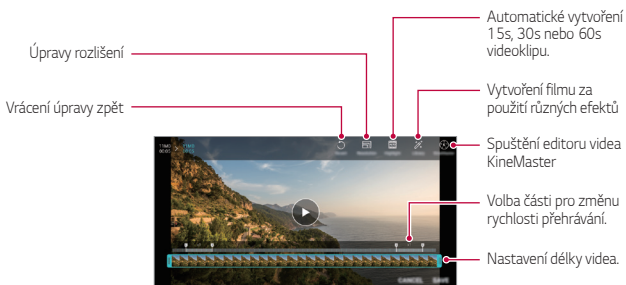 Automatické vytvoření
15s, 30s nebo 60s
videoklipu.
Úpravy rozlišení
Vytvoření filmu za
použití různých efektů
Vrácení úpravy zpět
Spuštění editoru videa
KineMaster
Volba části pro změnu
rychlosti přehrávání.
Nastavení délky videa.
CANCEL SAVE